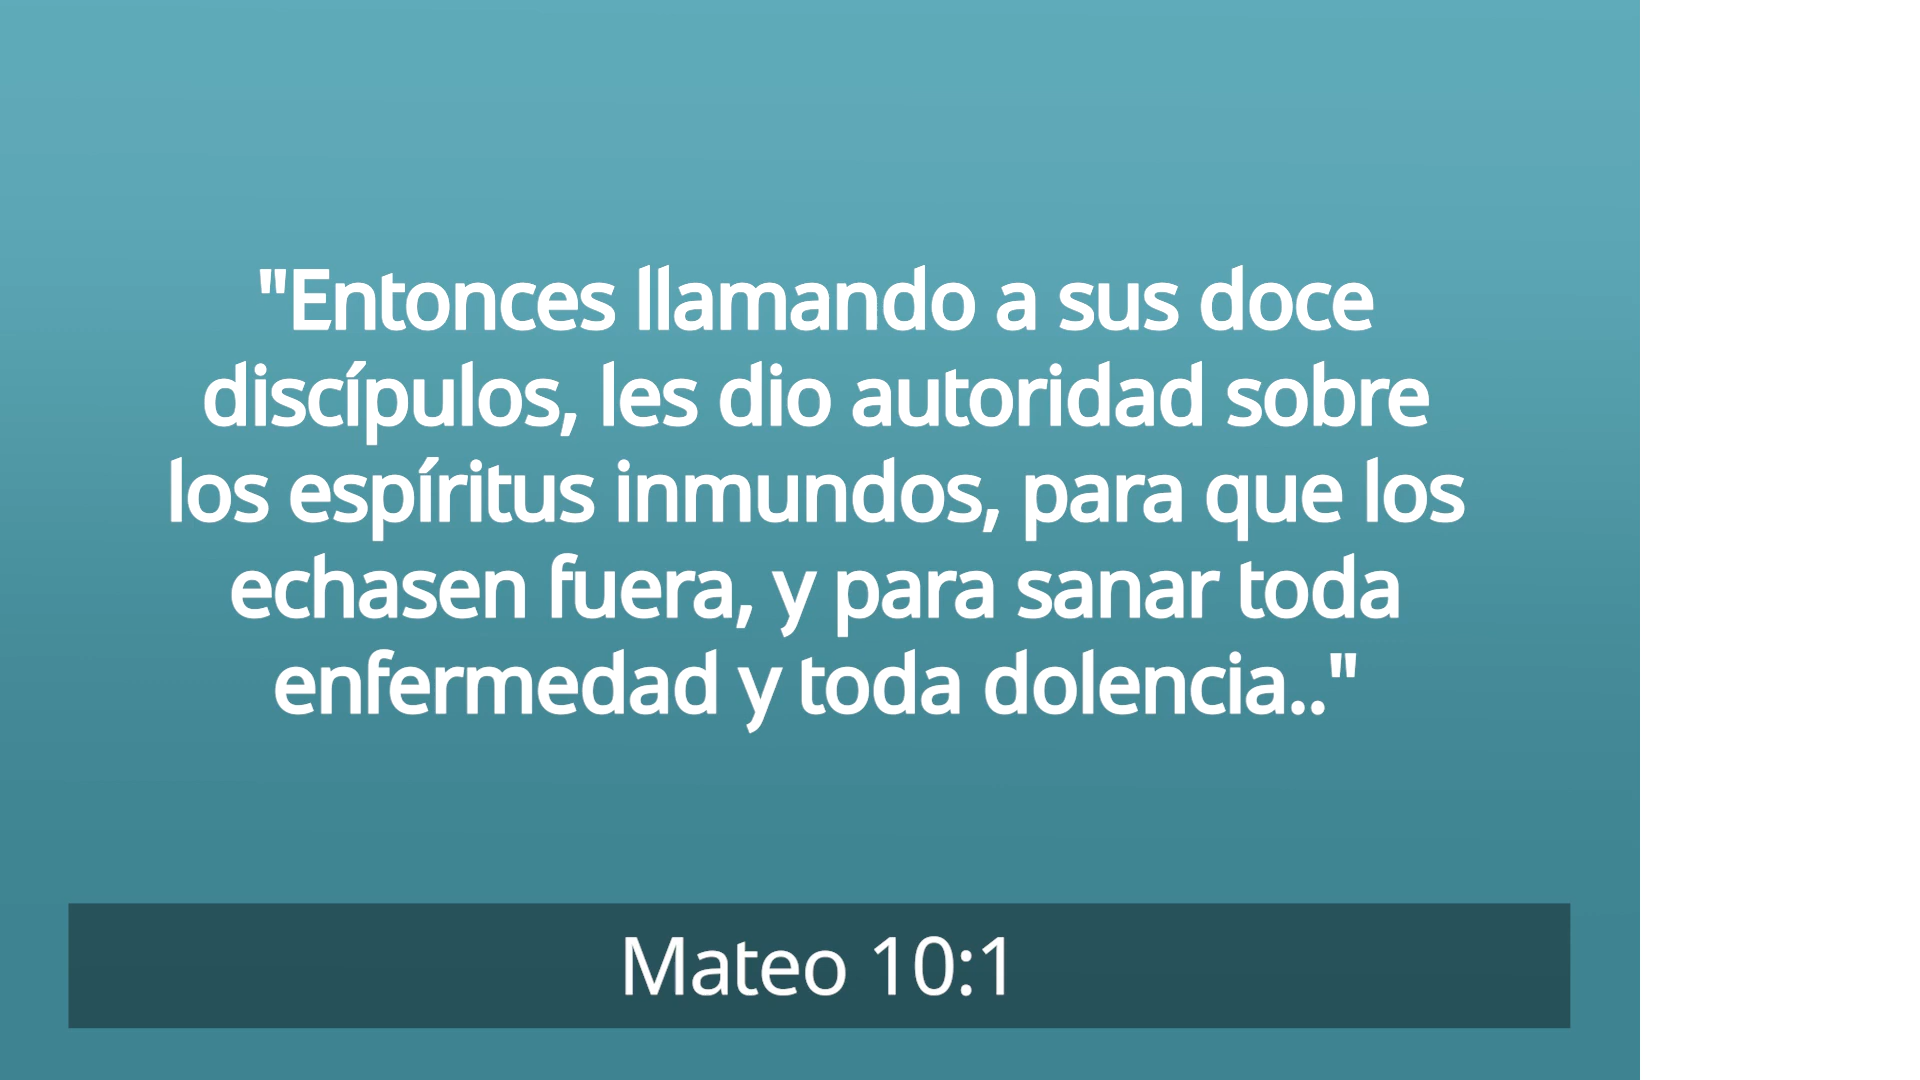 "Entonces llamando a sus doce
discípulos, les dio autoridad sobre
los espíritus inmundos, para que los
echasen fuera, y para sanar toda
enfermedad y toda dolencia.."
Mateo 10:1